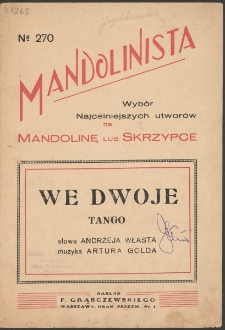 No 270
MANDOLINISTA
Wybór
Najcelniejszych utworów
na
MANDOLINĘ LUB SKRZYPCE
WE DWOJE
TANGO
słowa ANDRZEJA WŁASTA
muzyka ARTURA GOLDA
NAKŁAD
F. GRĄBCZEWSKIEGO
WARSZAWA, KRAK. PRZEDM. Nr 1